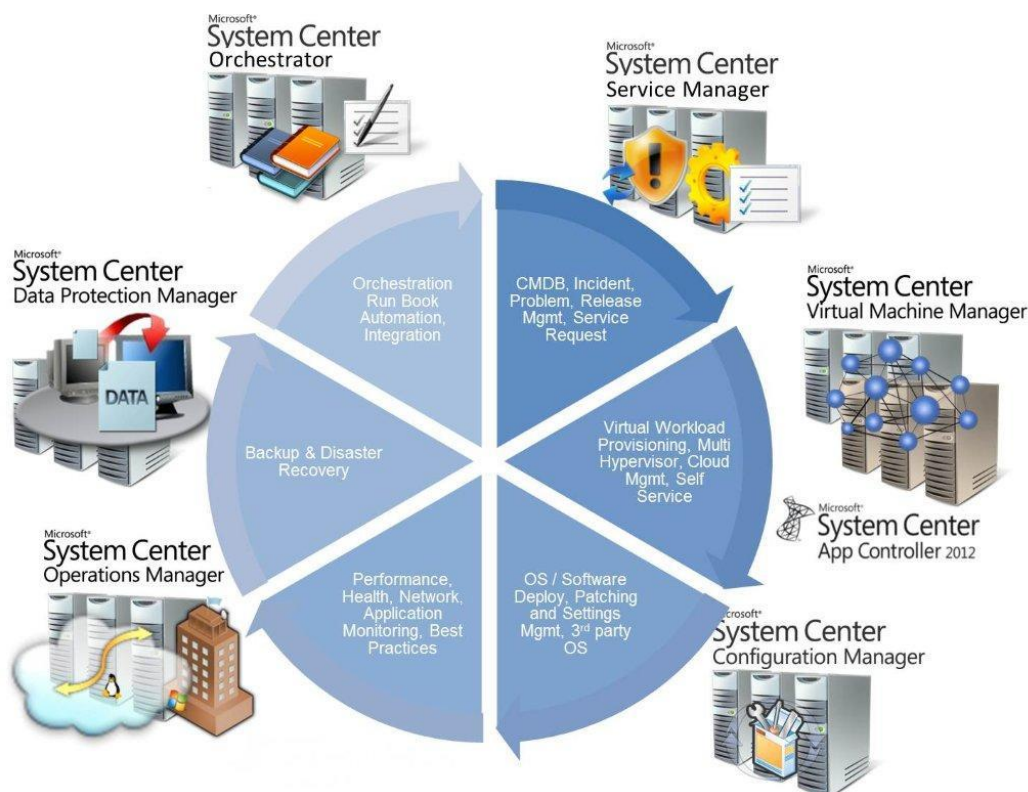 Microsoft®
System Center
Orchestrator
Microsoft®
System Center
Service Manager
Microsoft®
System Center
Data Protection Manager
DATA
Microsoft®
System Center
Virtual Machine Manager
Microsoft®
System Center
App Controller 2012
Microsoft®
System Center
Operations Manager
Microsoft®
System Center
Configuration Manager
Orchestration
Run Book
Automation,
Integration
CMDB, Incident,
Problem, Release
Mgmt, Service
Request
Backup & Disaster
Recovery
Virtual Workload
Provisioning, Multi
Hypervisor, Cloud
Mgmt, Self
Service
Performance,
Health, Network,
Application
Monitoring, Best
Practices
OS / Software
Deploy, Patching
and Settings
Mgmt, 3rd party
OS